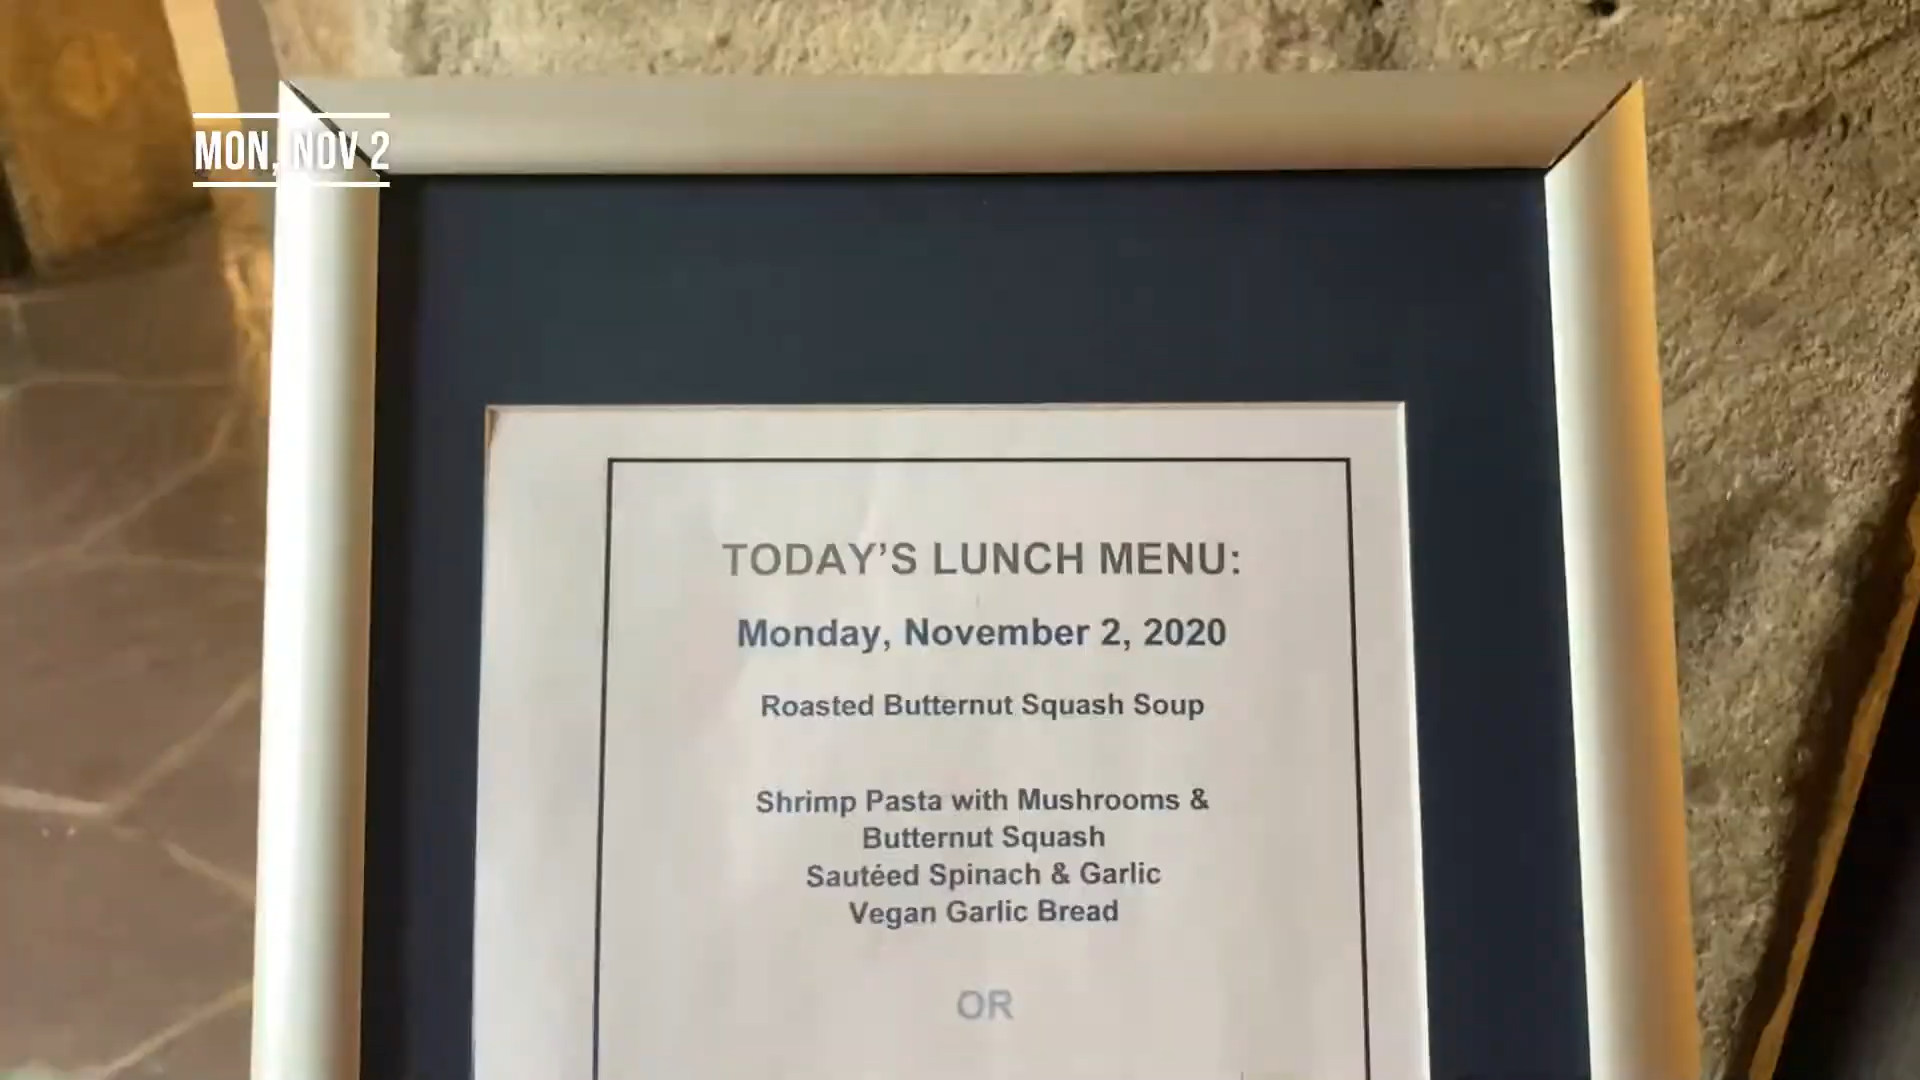 MON, NOV 2
TODAY'S LUNCH MENU:
Monday, November 2, 2020
Roasted Butternut Squash Soup
Shrimp Pasta with Mushrooms &
Butternut Squash
Sautéed Spinach & Garlic
Vegan Garlic Bread
OR